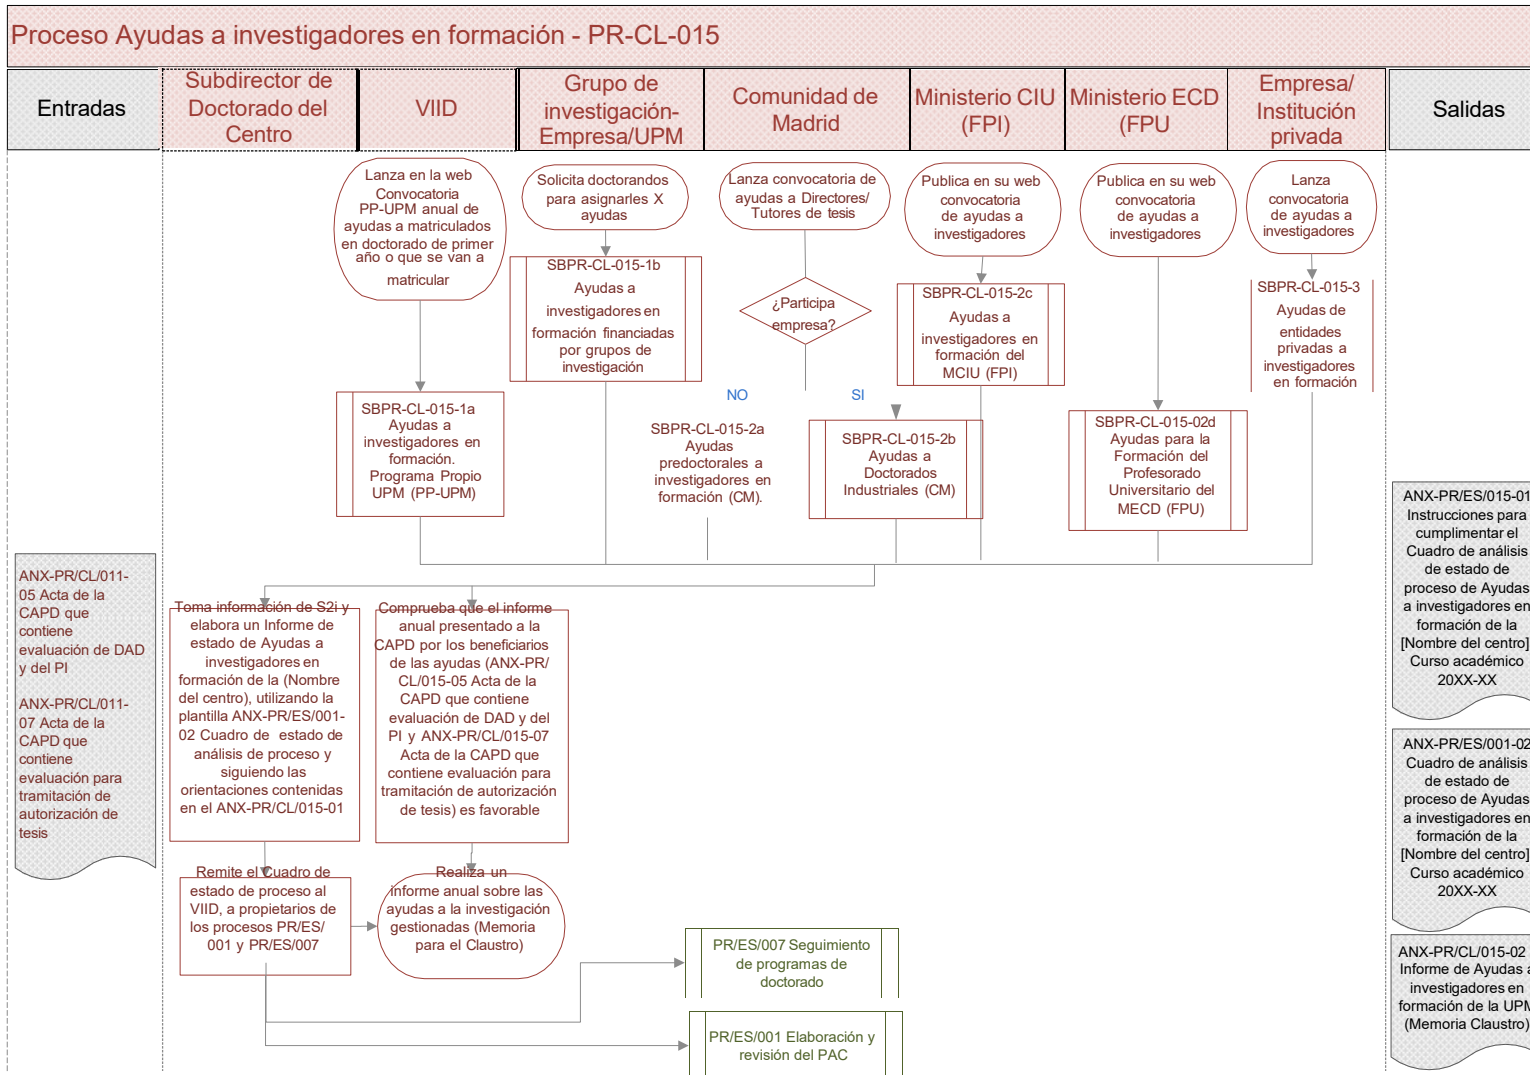 Proceso Ayudas a investigadores en formación - PR-CL-015
Entradas
Subdirector de
Doctorado del
Centro
VIID
Grupo de
investigación-
Empresa/UPM
Comunidad de
Madrid
Ministerio CIU
(FPI)
Ministerio ECD
(FPU
Empresa/
Institución
privada
Salidas
Lanza en la web
Convocatoria
PP-UPM anual de
ayudas a matriculados
en doctorado de primer
año o que se van a
matricular
Solicita doctorandos
para asignarles X
ayudas
Lanza convocatoria de
ayudas a Directores/
Tutores de tesis
Publica en su web
convocatoria
de ayudas a
investigadores
Publica en su web
convocatoria
de ayudas a
investigadores
Lanza
convocatoria
de ayudas a
investigadores
SBPR-CL-015-1b
Ayudas a
investigadores en
formación financiadas
por grupos de
investigación
¿Participa
empresa?
SBPR-CL-015-2c
Ayudas a
investigadores en
formación del
MCIU (FPI)
SBPR-CL-015-3
Ayudas de
entidades
privadas a
investigadores
en formación
NO
SI
SBPR-CL-015-1a
Ayudas a
investigadores en
formación.
Programa Propio
UPM (PP-UPM)
SBPR-CL-015-2a
Ayudas
predoctorales a
investigadores en
formación (CM).
SBPR-CL-015-2b
Ayudas a
Doctorados
Industriales (CM)
SBPR-CL-015-02d
Ayudas para la
Formación del
Profesorado
Universitario del
MECD (FPU)
ANX-PR/CL/011-
05 Acta de la
CAPD que
contiene
evaluación de DAD
y del PI
ANX-PR/CL/011-
07 Acta de la
CAPD que
contiene
evaluación para
tramitación de
autorización de
tesis
Toma información de S2i y
elabora un Informe de
estado de Ayudas a
investigadores en
formación de la (Nombre
del centro), utilizando la
plantilla ANX-PR/ES/001-
02 Cuadro de estado de
análisis de proceso y
siguiendo las
orientaciones contenidas
en el ANX-PR/CL/015-01
Comprueba que el informe
anual presentado a la
CAPD por los beneficiarios
de las ayudas (ANX-PR/
CL/015-05 Acta de la
CAPD que contiene
evaluación de DAD y del
PI y ANX-PR/CL/015-07
Acta de la CAPD que
contiene evaluación para
tramitación de autorización
de tesis) es favorable
Remite el Cuadro de
estado de proceso al
VIID, a propietarios de
los procesos PR/ES/
001 y PR/ES/007
Realiza un
informe anual sobre las
ayudas a la investigación
gestionadas (Memoria
para el Claustro)
PR/ES/007 Seguimiento
de programas de
doctorado
PR/ES/001 Elaboración y
revisión del PAC
ANX-PR/ES/015-01
Instrucciones para
cumplimentar el
Cuadro de análisis
de estado de
proceso de Ayudas
a investigadores en
formación de la
[Nombre del centro]
Curso académico
20XX-XX
ANX-PR/ES/001-02
Cuadro de análisis
de estado de
proceso de Ayudas
a investigadores en
formación de la
[Nombre del centro]
Curso académico
20XX-XX
ANX-PR/CL/015-02
Informe de Ayudas a
investigadores en
formación de la UPM
(Memoria Claustro)